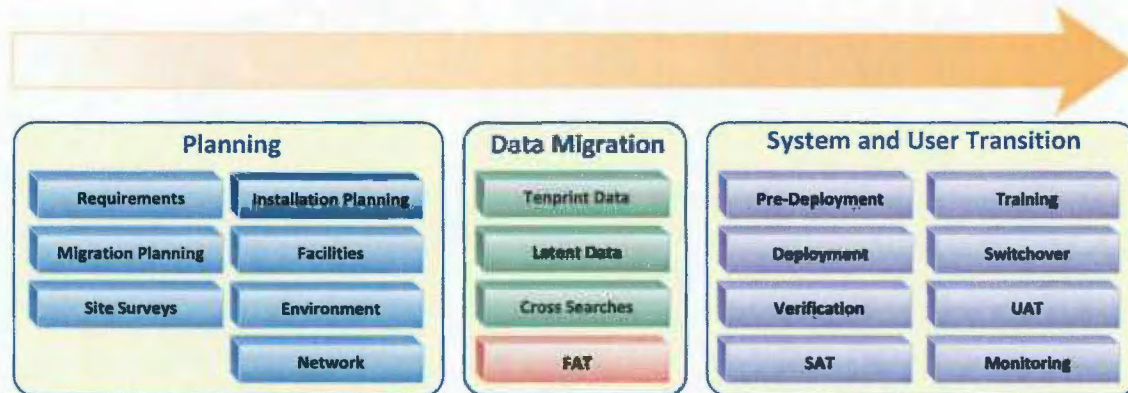 Planning
Requirements
Installation Planning
Migration Planning
Facilities
Site Surveys
Environment
Network
Data Migration
Tenprint Data
Latent Data
Cross Searches
FAT
System and User Transition
Pre-Deployment
Training
Deployment
Switchover
Verification
UAT
SAT
Monitoring